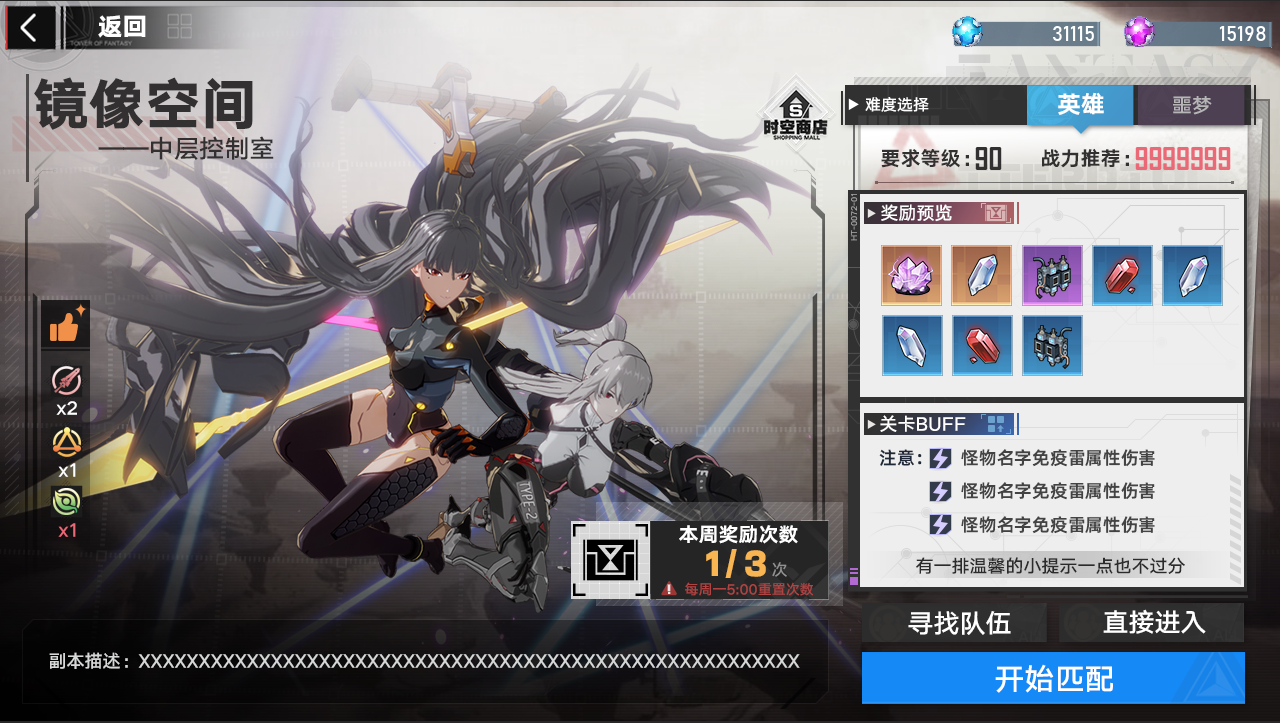 返回
TOWER OF FANTASY
31115
15198
镜像空间
——中层控制室
时空商店
SHOPPING MALL
难度选择
英雄
噩梦
要求等级:90
战力推荐:9999999
HT-0072-01
奖励预览
x2
x1
x1
TYPE-2
关卡BUFF
注意: 怪物名字免疫雷属性伤害
怪物名字免疫雷属性伤害
怪物名字免疫雷属性伤害
有一排温馨的小提示一点也不过分
本周奖励次数
1/3次
每周一5:00重置次数
寻找队伍
直接进入
开始匹配
副本描述：XXXXXXXXXXXXXXXXXXXXXXXXXXXXXXXXXXXXXXXXXXXXXXXXXXXXXXX